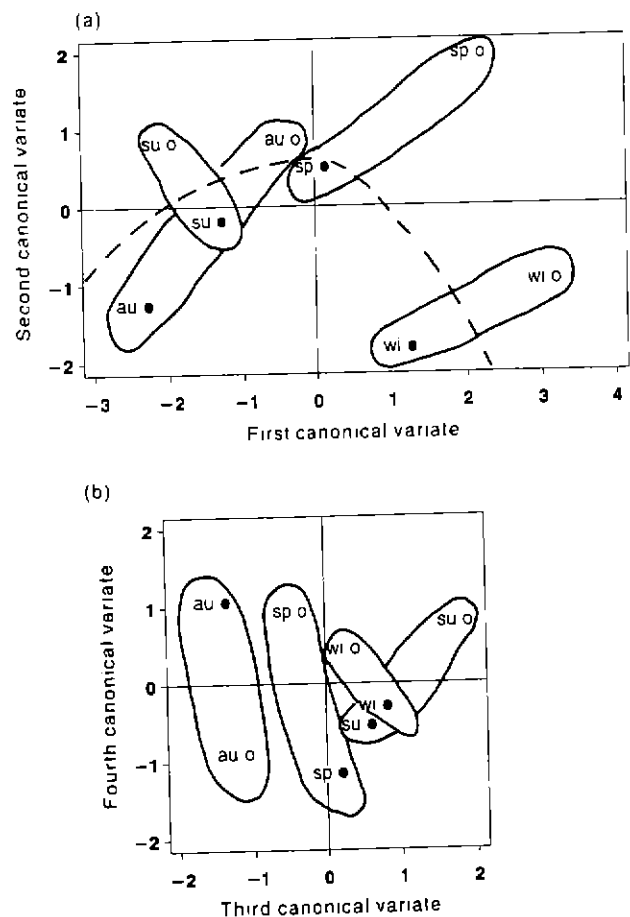 (a)
Second canonical variate
2
1
0
−1
−2
sp o
su o
au o
sp ●
su ●
au ●
wi o
wi ●
−3 −2 −1 0 1 2 3 4
First canonical variate
(b)
Fourth canonical variate
2
1
0
−1
−2
au ●
sp o
su o
wi o
wi ●
su ●
au o
sp ●
−2 −1 0 1 2
Third canonical variate